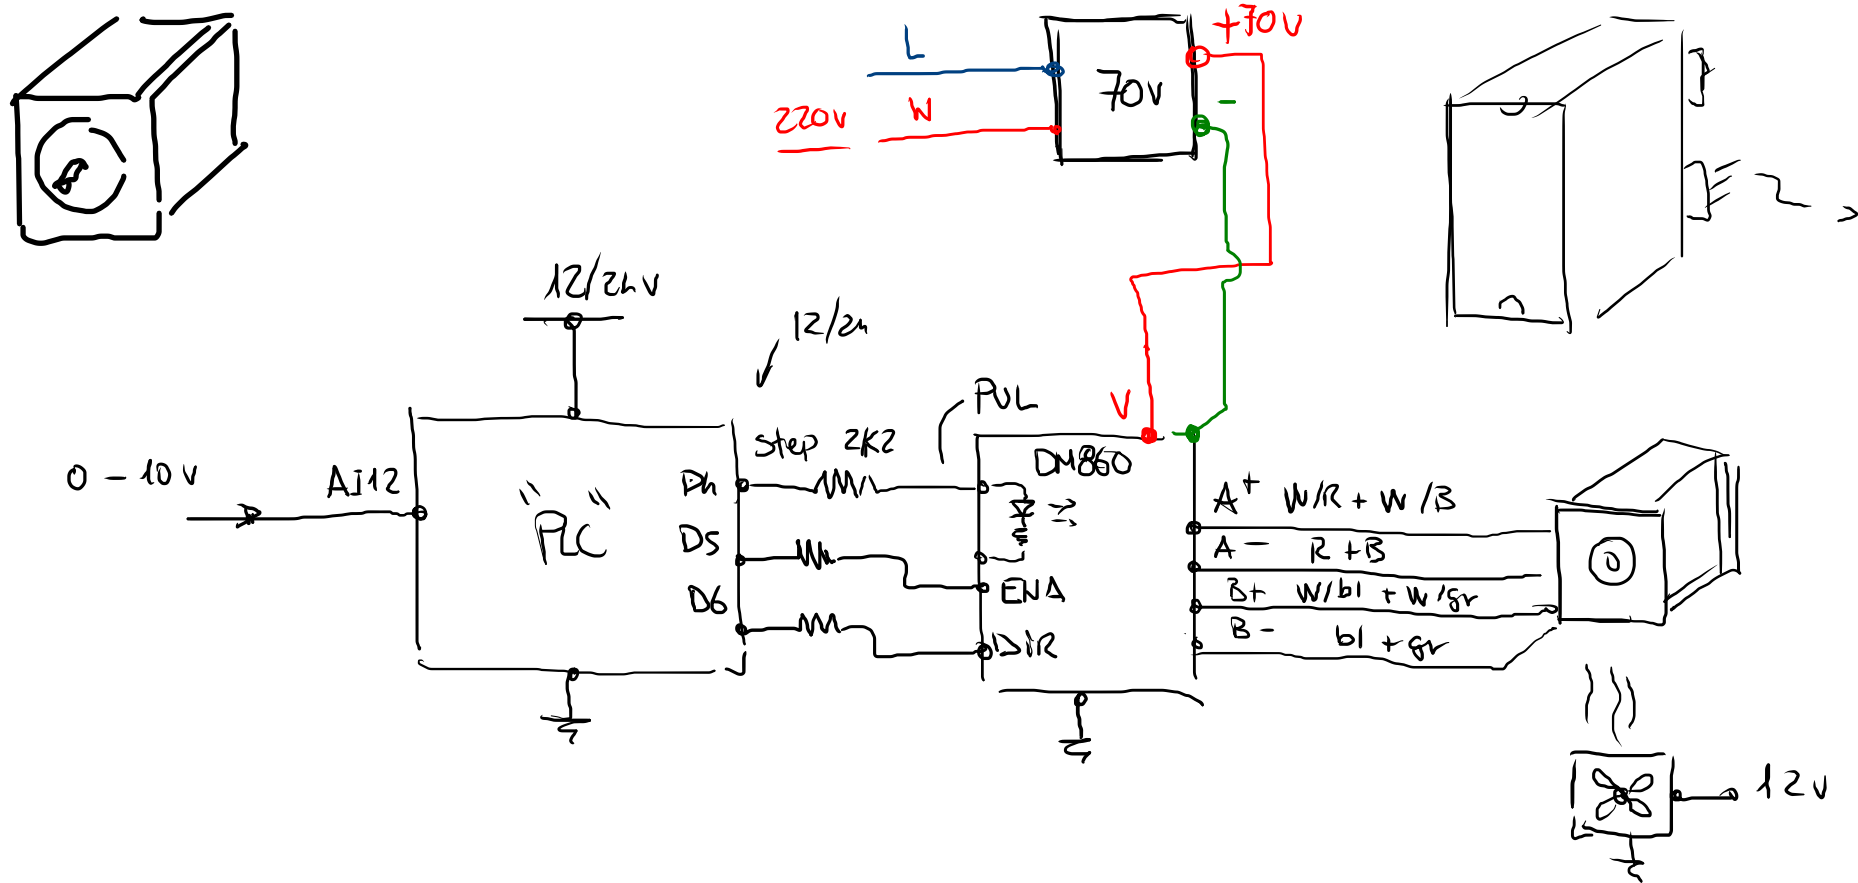 L
+70V
220V W
70V
-
12/24V
12/24
PUL
V
step 2K2
DM860
0 - 10V
AI12
D4
"PLC"
D5
D6
ENA
DiR
A+ W/R + W/B
A- R+B
B+ W/bl + W/gr
B- bl + gr
12V